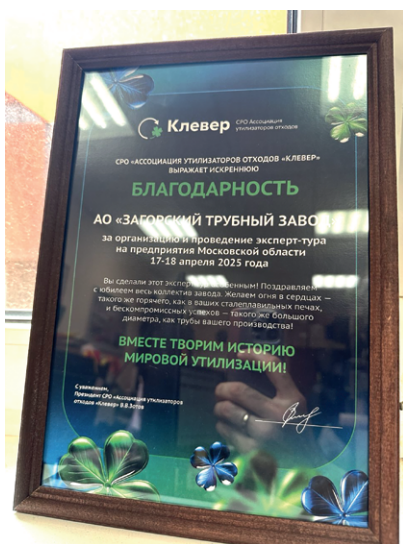 Клевер
СРО Ассоциация
утилизаторов отходов
СРО «АССОЦИАЦИЯ УТИЛИЗАТОРОВ ОТХОДОВ «КЛЕВЕР»
ВЫРАЖАЕТ ИСКРЕННЮЮ
БЛАГОДАРНОСТЬ
АО «ЗАГОРСКИЙ ТРУБНЫЙ ЗАВОД»
за организацию и проведение эксперт-тура
на предприятия Московской области
17-18 апреля 2025 года
Вы сделали этот эксперт Поздравляем
с юбилеем весь коллектив завода. Желаем огня в сердцах —
такого же горячего, как в ваших сталеплавильных печах,
и бескомпромиссных успехов — такого же большого
диаметра, как трубы вашего производства!
ВМЕСТЕ ТВОРИМ ИСТОРИЮ
МИРОВОЙ УТИЛИЗАЦИИ!
С уважением,
Президент СРО «Ассоциация утилизаторов
отходов «Клевер» В.В.Зотов